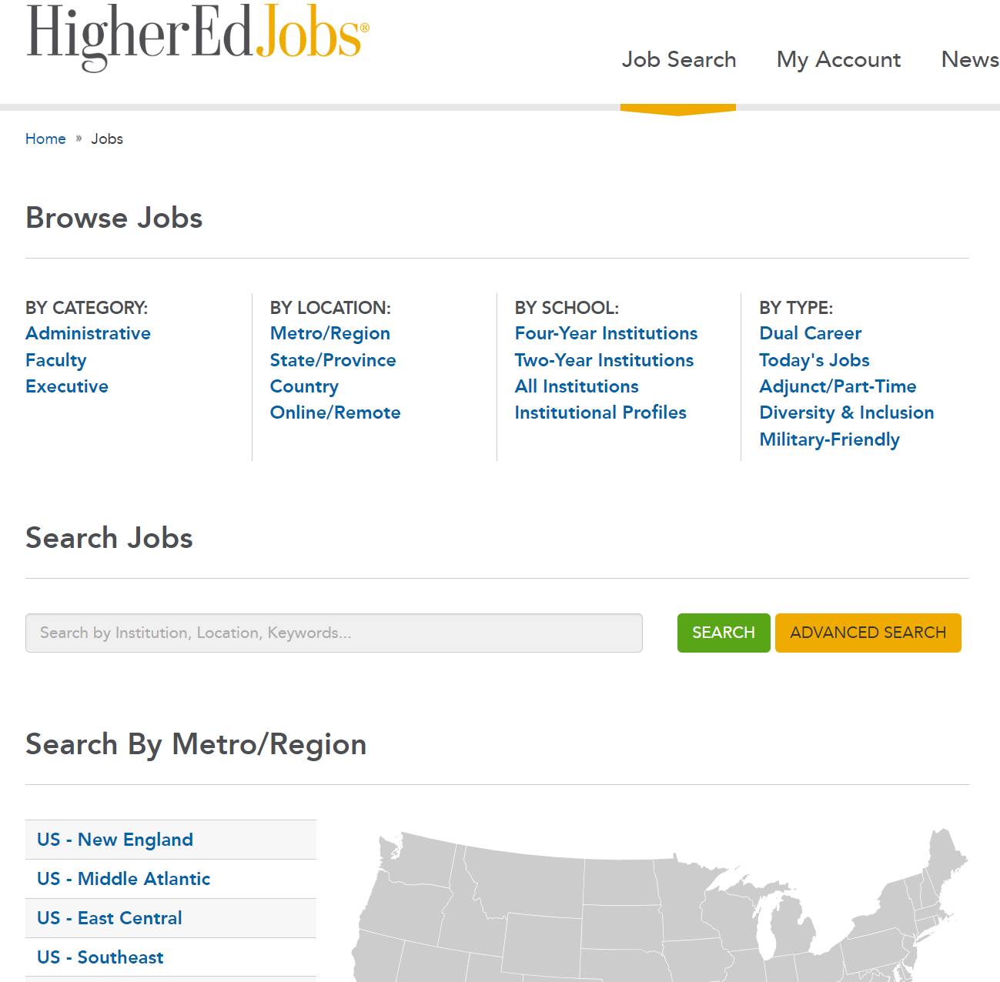 HigherEdJobs®
Job Search My Account News
Home » Jobs
Browse Jobs
BY CATEGORY:
Administrative
Faculty
Executive
BY LOCATION:
Metro/Region
State/Province
Country
Online/Remote
BY SCHOOL:
Four-Year Institutions
Two-Year Institutions
All Institutions
Institutional Profiles
BY TYPE:
Dual Career
Today's Jobs
Adjunct/Part-Time
Diversity & Inclusion
Military-Friendly
Search Jobs
Search by Institution, Location, Keywords... SEARCH ADVANCED SEARCH
Search By Metro/Region
US - New England
US - Middle Atlantic
US - East Central
US - Southeast